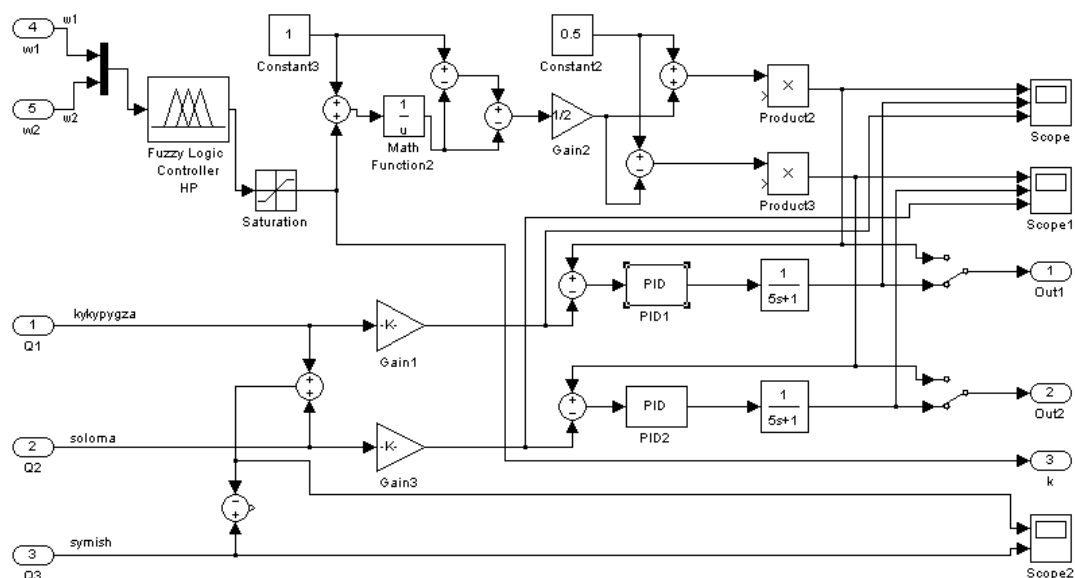 4
w1
w1
5
w2
w2
Fuzzy Logic
Controller
HP
Saturation
1
Constant3
+
+
1
u
Math
Function2
+
−
+
−
1/2
Gain2
0.5
Constant2
+
+
+
−
×
Product2
×
Product3
Scope
Scope1
1
Q1
kykypygza
-K-
Gain1
+
−
PID
PID1
1
5s+1
1
Out1
+
+
2
Q2
soloma
-K-
Gain3
+
−
PID
PID2
1
5s+1
2
Out2
3
k
−
+
3
Q3
symish
Scope2